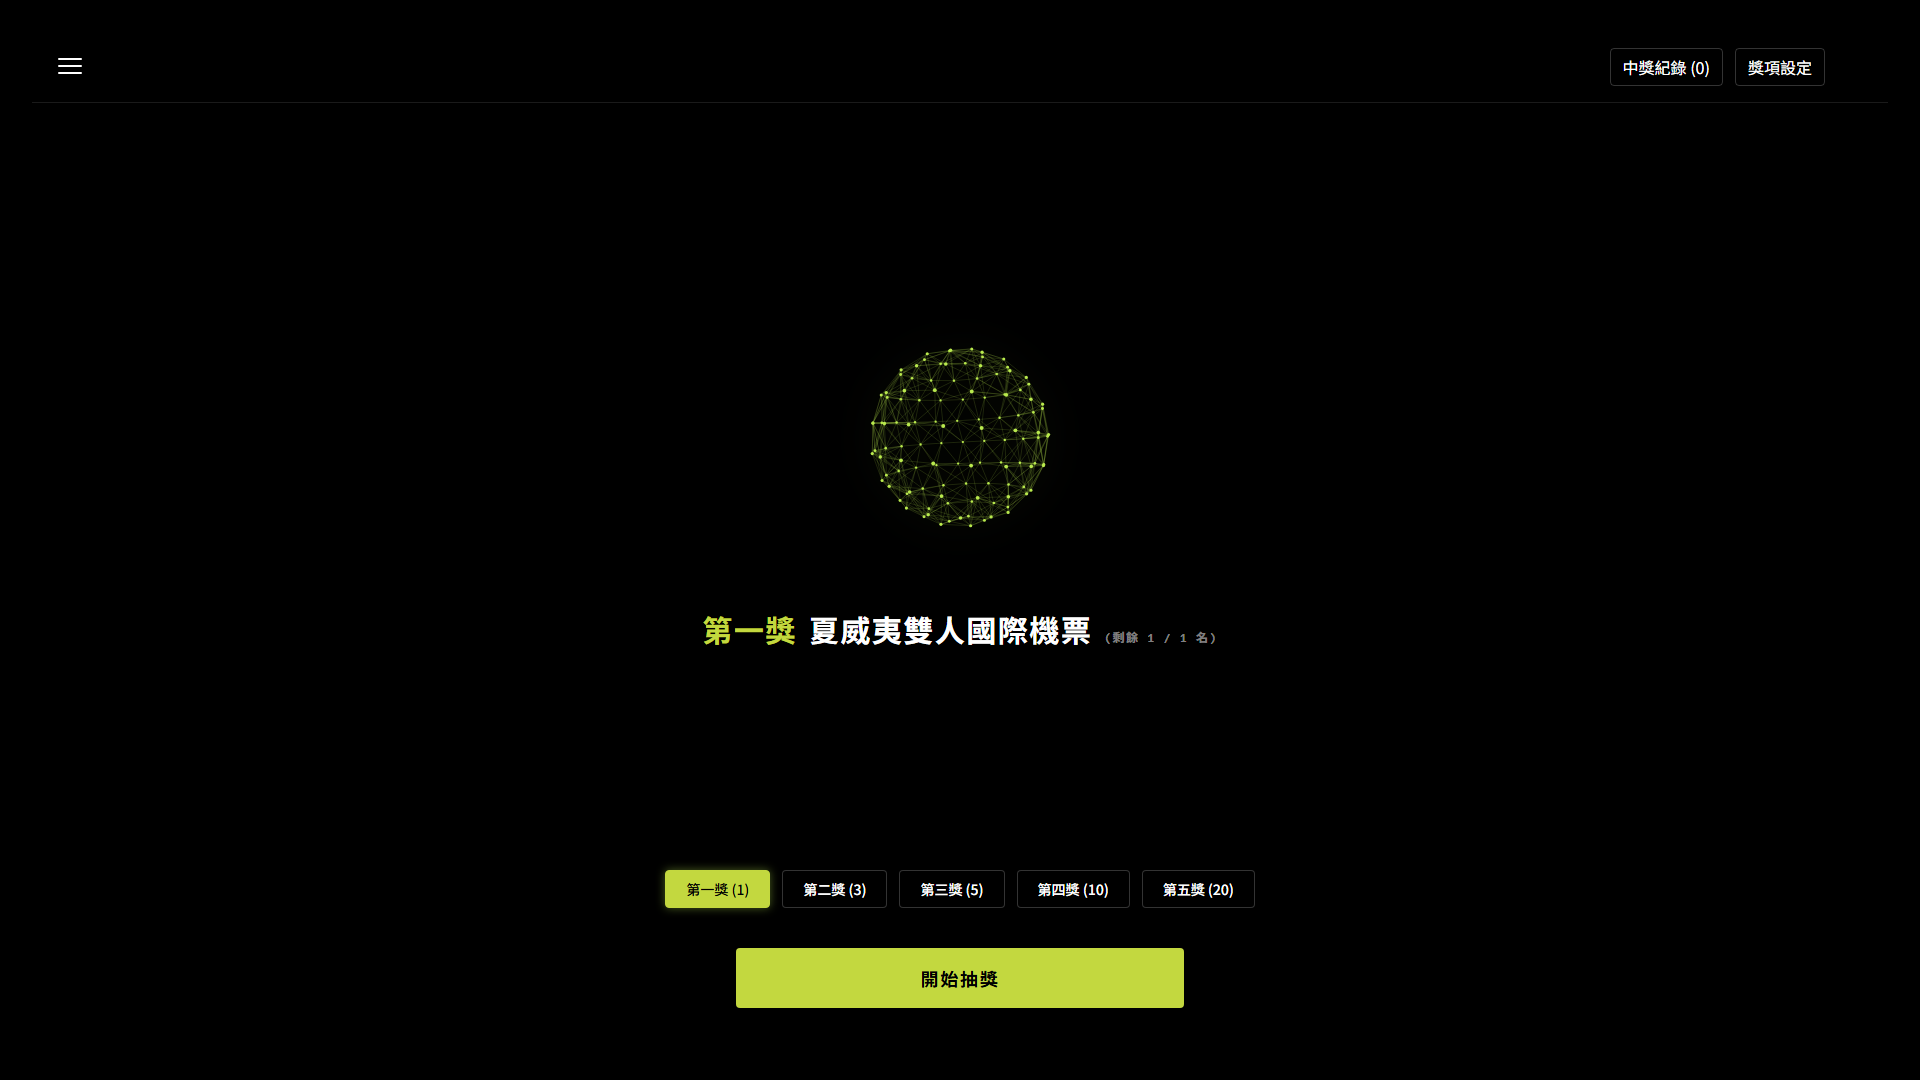 中獎紀錄 (0)
獎項設定
第一獎 夏威夷雙人國際機票 (剩餘 1 / 1 名)
第一獎 (1)
第二獎 (3)
第三獎 (5)
第四獎 (10)
第五獎 (20)
開始抽獎